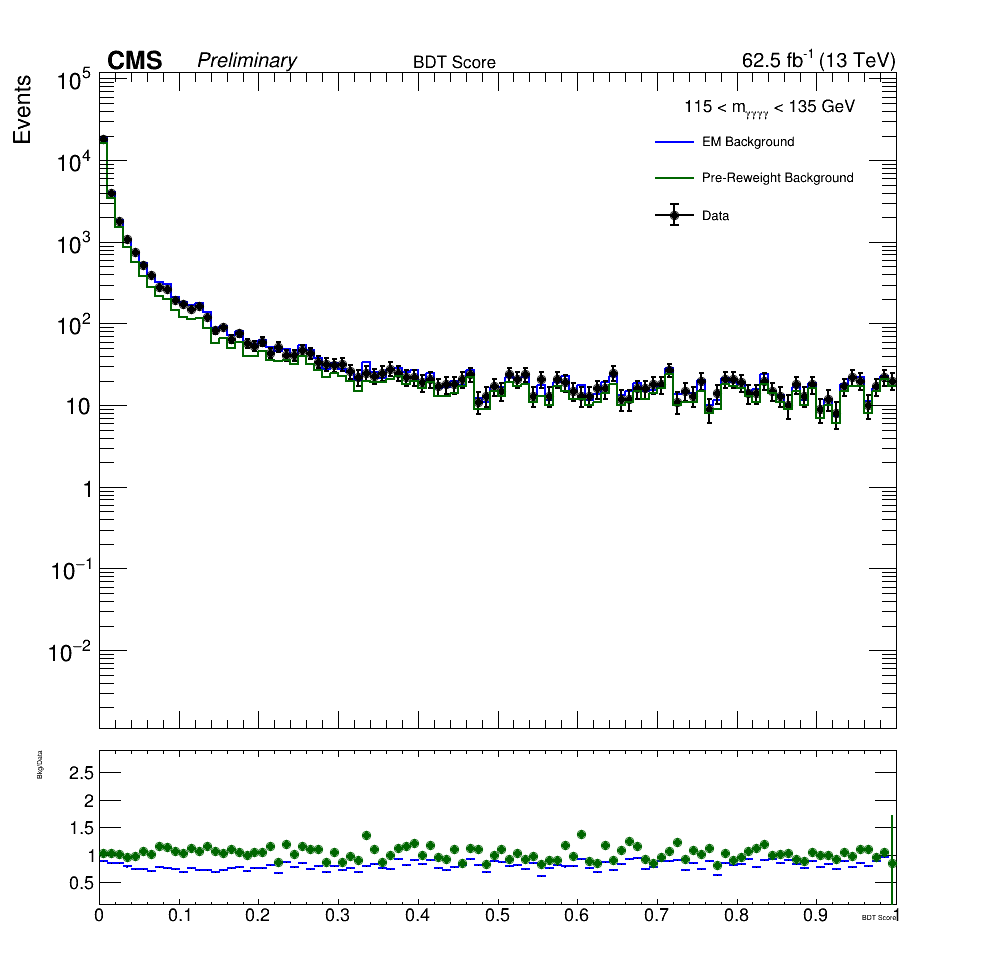 CMS Preliminary BDT Score 62.5 fb⁻¹ (13 TeV)
Events
115 < mγγγγ < 135 GeV
EM Background
Pre-Reweight Background
Data
10⁵
10⁴
10³
10²
10
1
10⁻¹
10⁻²
Bkg/Data
2.5
2
1.5
1
0.5
0 0.1 0.2 0.3 0.4 0.5 0.6 0.7 0.8 0.9 1
BDT Score